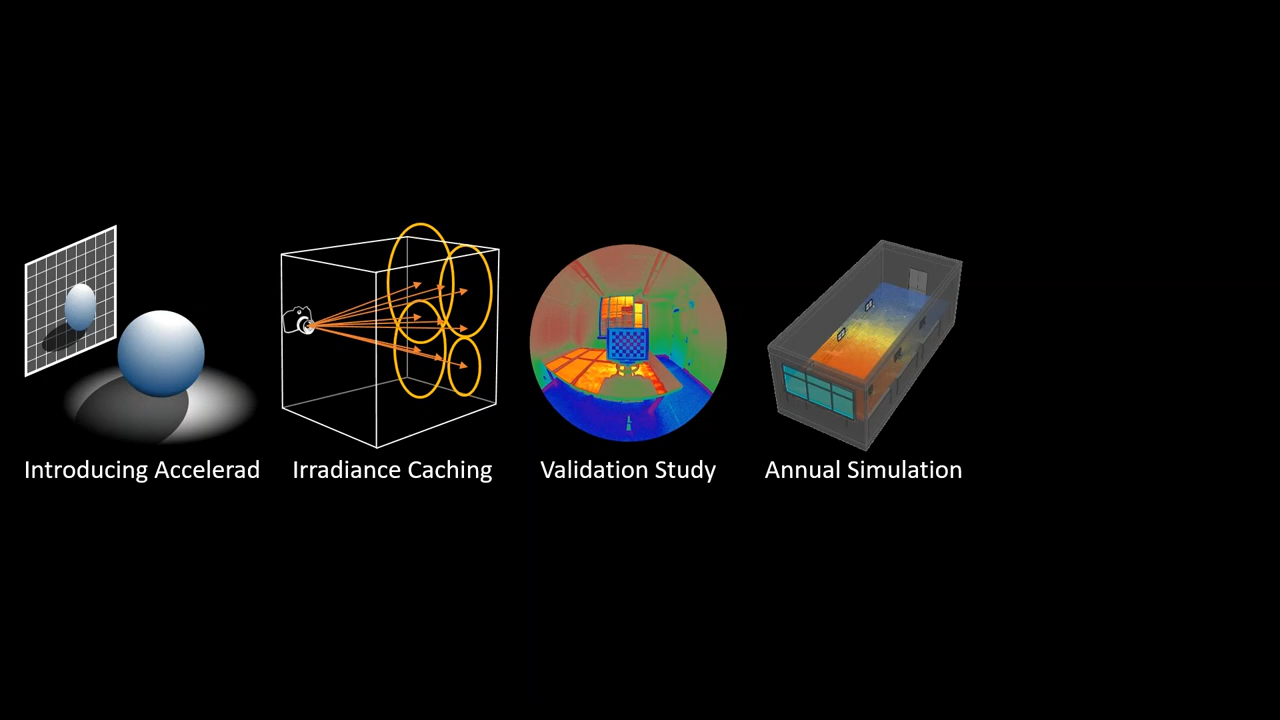 Introducing Accelerad
Irradiance Caching
Validation Study
Annual Simulation